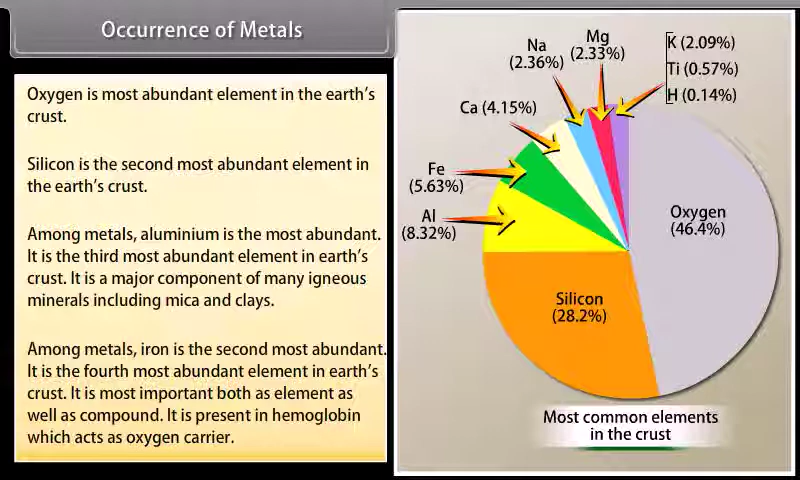 Occurrence of Metals
Oxygen is most abundant element in the earth's
crust.
Silicon is the second most abundant element in
the earth's crust.
Among metals, aluminium is the most abundant.
It is the third most abundant element in earth's
crust. It is a major component of many igneous
minerals including mica and clays.
Among metals, iron is the second most abundant.
It is the fourth most abundant element in earth's
crust. It is most important both as element as
well as compound. It is present in hemoglobin
which acts as oxygen carrier.
Mg
(2.33%)
Na
(2.36%)
K (2.09%)
Ti (0.57%)
H (0.14%)
Ca (4.15%)
Fe
(5.63%)
Al
(8.32%)
Oxygen
(46.4%)
Silicon
(28.2%)
Most common elements
in the crust